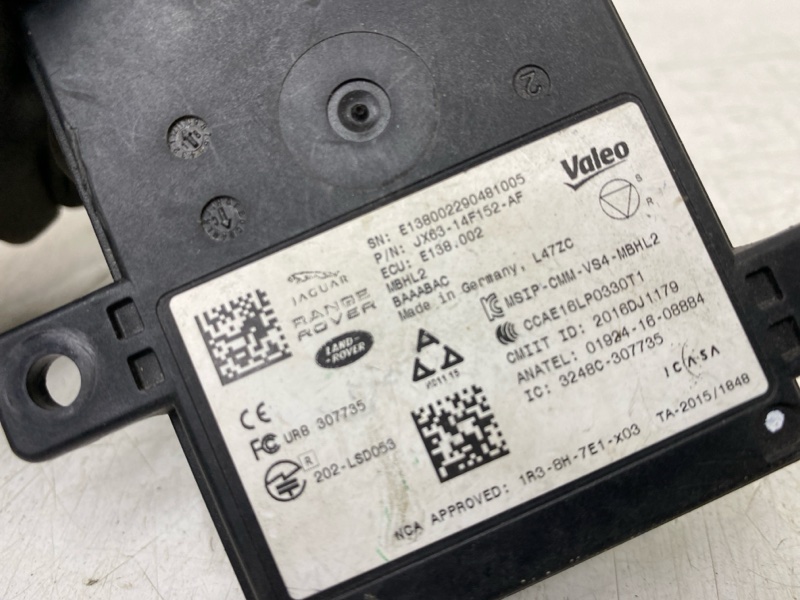 12
Valeo
SN: E138002290481005
P/N: JX63-14F152-AF
ECU: E138.002
MBHL2
BAAABAC
Made in Germany, L47ZC
S
R
JAGUAR
RANGE
ROVER
LAND-
ROVER
MSIP-CMM-VS4-MBHL2
CCAE16LP0330T1
CMIIT ID: 2016DJ1179
ANATEL: 01924-16-08884
IC: 3248C-307735
ICASA
TA-2015/1848
CE
FC UR8 307735
R
202-LSD053
NCA APPROVED: 1R3-8H-7E1-X03